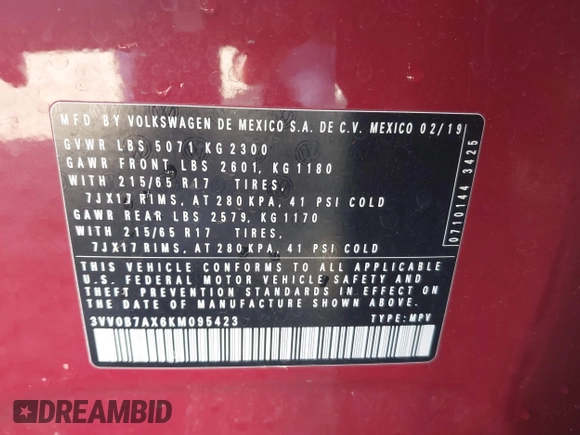 MFD BY VOLKSWAGEN DE MEXICO S.A. DE C.V. MEXICO 02/19
GVWR LBS 5071 KG 2300
GAWR FRONT LBS 2601, KG 1180
WITH 215/65 R17 TIRES,
7JX17 RIMS, AT 280 KPA, 41 PSI COLD
GAWR REAR LBS 2579, KG 1170
WITH 215/65 R17 TIRES,
7JX17 RIMS, AT 280 KPA, 41 PSI COLD
THIS VEHICLE CONFORMS TO ALL APPLICABLE
U.S. FEDERAL MOTOR VEHICLE SAFETY AND
THEFT PREVENTION STANDARDS IN EFFECT ON
THE DATE OF MANUFACTURE SHOWN ABOVE
3VV0B7AX6KM095423 TYPE: MPV
0710144 3425
DREAMBID